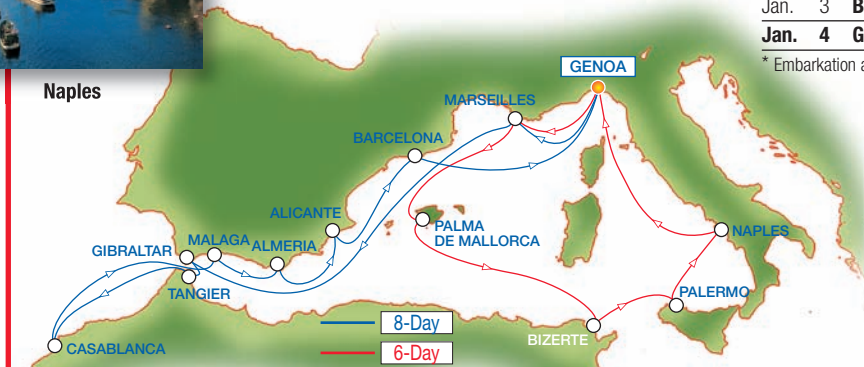 Jan. 3 B
Jan. 4 G
* Embarkation a
Naples
GENOA
MARSEILLES
BARCELONA
ALICANTE
PALMA
DE MALLORCA
NAPLES
GIBRALTAR
MALAGA
ALMERIA
TANGIER
PALERMO
CASABLANCA
BIZERTE
8-Day
6-Day